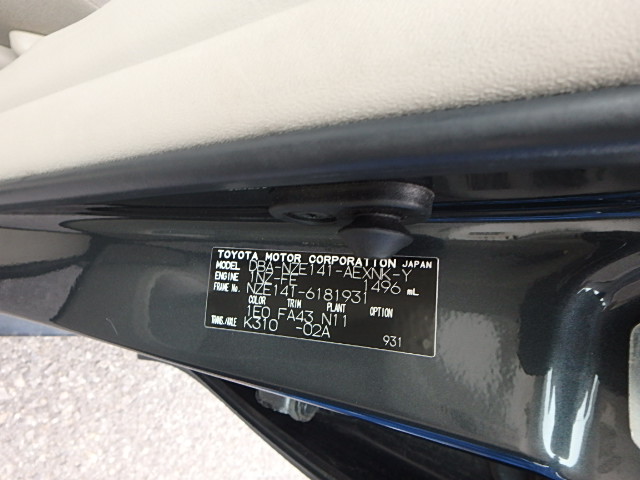 TOYOTA MOTOR CORPORATION JAPAN
MODEL DBA-NZE141-AEXNK-Y
ENGINE 1NZ-FE 1496 mL
FRAME No. NZE141-6181931
COLOR TRIM PLANT OPTION
1E0 FA43 N11
TRANS./AXLE K310 -02A
931